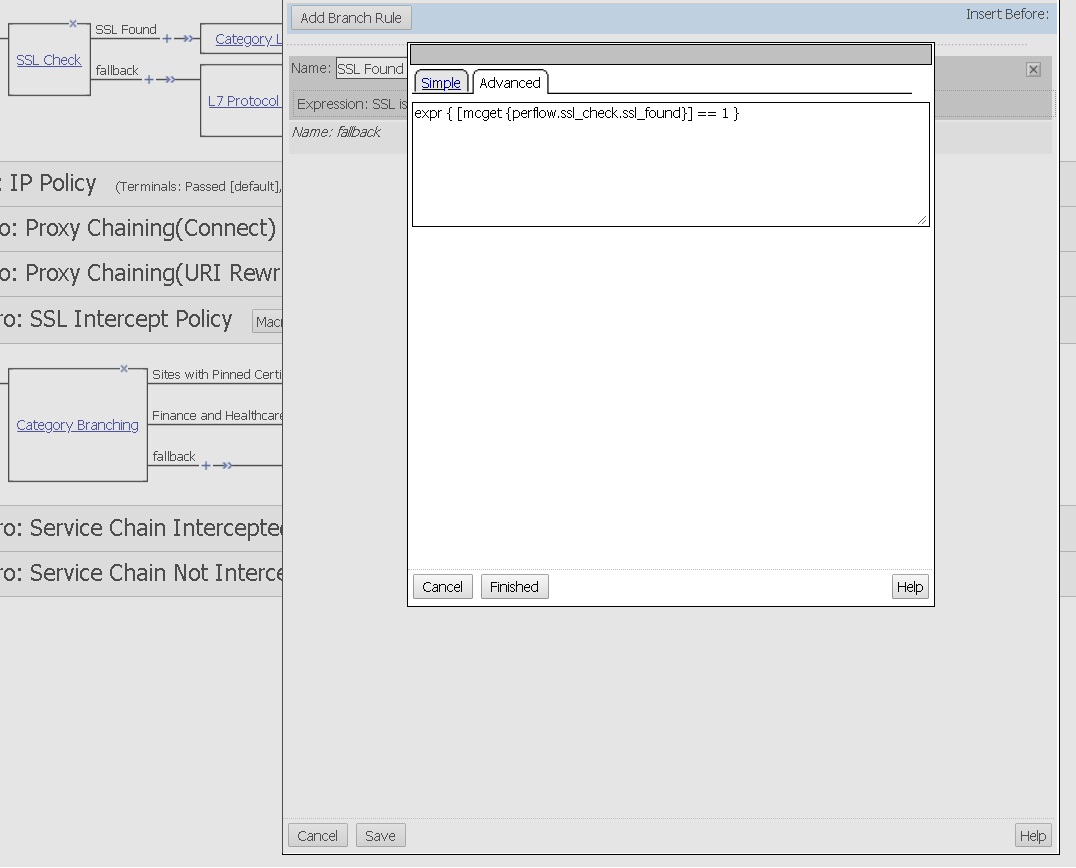 Add Branch Rule
Insert Before:
SSL Found
SSL Check
Category L
fallback
L7 Protocol
Name: SSL Found
Simple
Advanced
Expression: SSL is
expr { [mcget {perflow.ssl_check.ssl_found}] == 1 }
Name: fallback
: IP Policy (Terminals: Passed [default],
o: Proxy Chaining(Connect)
o: Proxy Chaining(URI Rewr
ro: SSL Intercept Policy
Macr
Sites with Pinned Certi
Finance and Healthcare
Category Branching
fallback
ro: Service Chain Intercepte
ro: Service Chain Not Interce
Cancel
Finished
Help
Cancel
Save
Help